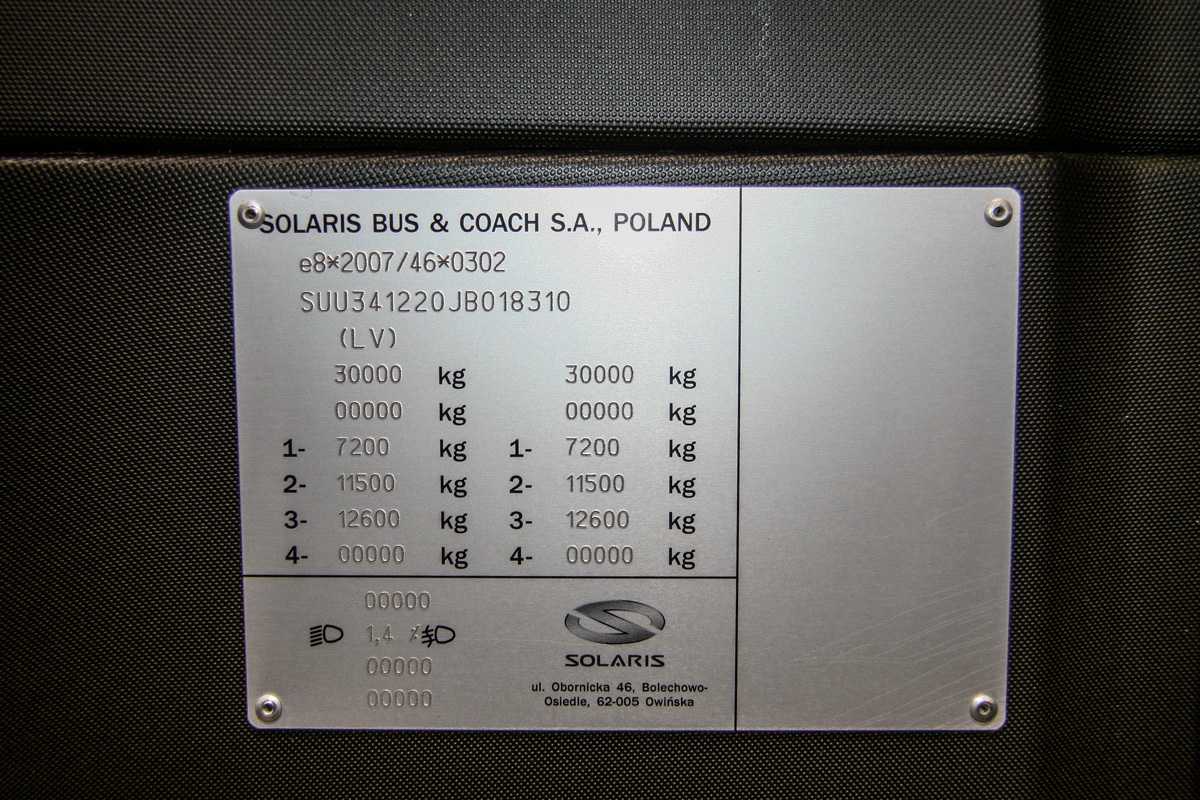 SOLARIS BUS & COACH S.A., POLAND
e8*2007/46*0302
SUU341220JB018310
(LV)
30000 kg 30000 kg
00000 kg 00000 kg
1- 7200 kg 1- 7200 kg
2- 11500 kg 2- 11500 kg
3- 12600 kg 3- 12600 kg
4- 00000 kg 4- 00000 kg
00000
1,4 %
00000
00000
SOLARIS
ul. Obornicka 46, Bolechowo-
Osiedle, 62-005 Owińska